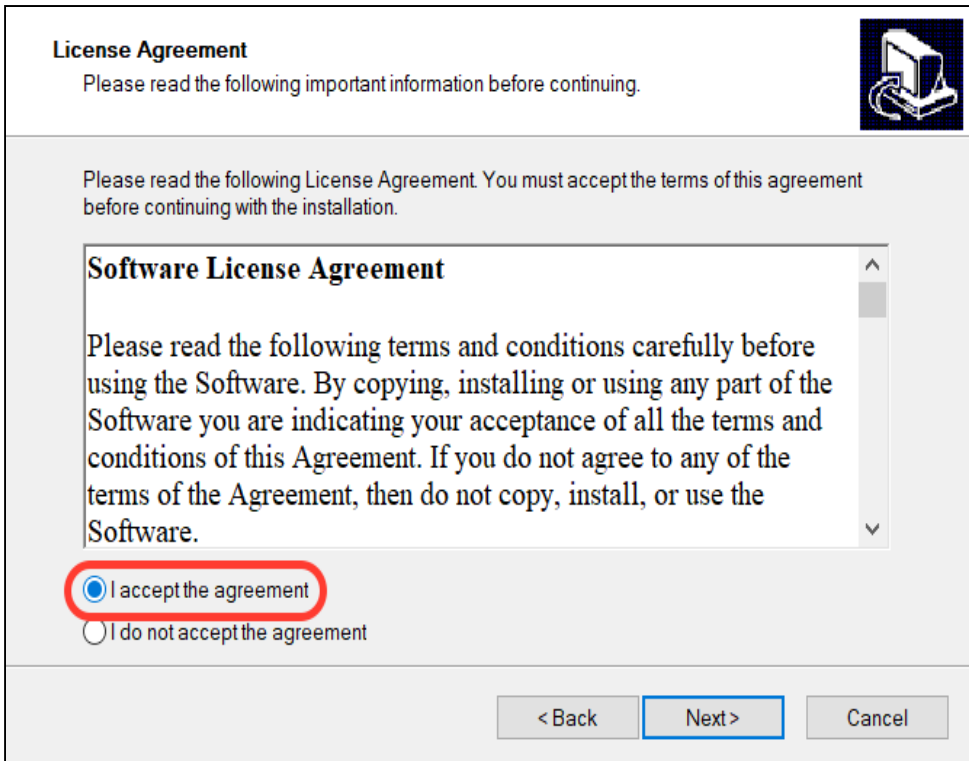 License Agreement
Please read the following important information before continuing.
Please read the following License Agreement. You must accept the terms of this agreement
before continuing with the installation.
Software License Agreement
Please read the following terms and conditions carefully before
using the Software. By copying, installing or using any part of the
Software you are indicating your acceptance of all the terms and
conditions of this Agreement. If you do not agree to any of the
terms of the Agreement, then do not copy, install, or use the
Software.
I accept the agreement
I do not accept the agreement
< Back Next > Cancel